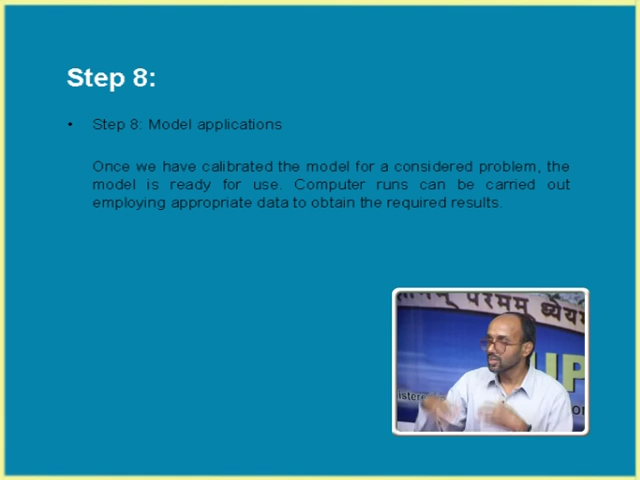 Step 8:
• Step 8: Model applications
Once we have calibrated the model for a considered problem, the
model is ready for use. Computer runs can be carried out
employing appropriate data to obtain the required results.
परमम् ध्येयम